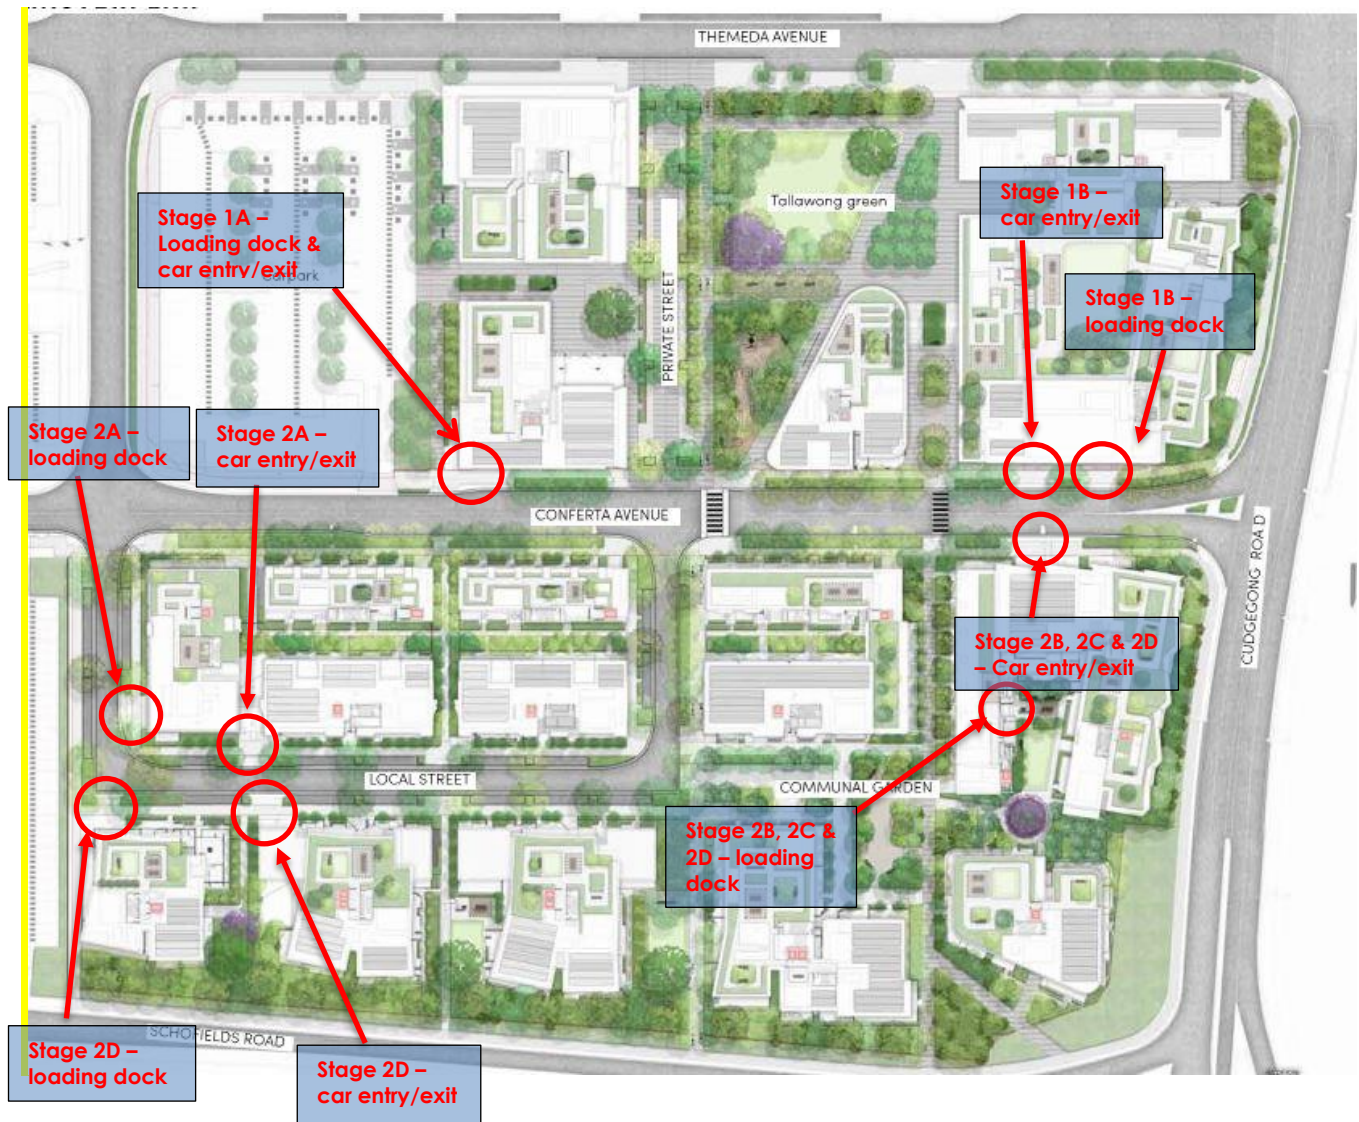 THEMEDA AVENUE
Stage 1A –
Loading dock &
car entry/exit
Tallawong green
Stage 1B –
car entry/exit
Stage 1B –
loading dock
PRIVATE STREET
Stage 2A –
loading dock
Stage 2A –
car entry/exit
CONFERTA AVENUE
CUDGEGONG ROAD
Stage 2B, 2C & 2D
– Car entry/exit
LOCAL STREET
COMMUNAL GARDEN
Stage 2B, 2C &
2D – loading
dock
SCHOFIELDS ROAD
Stage 2D –
loading dock
Stage 2D –
car entry/exit